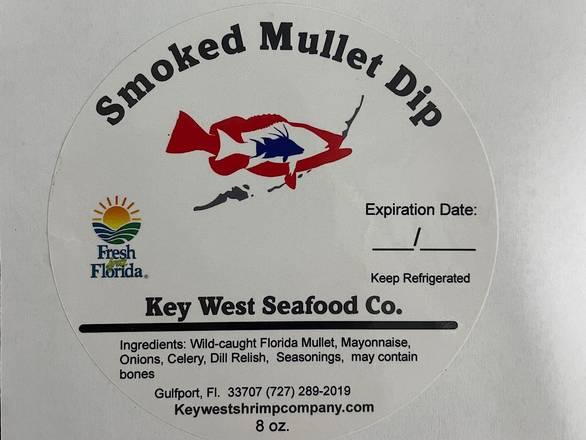 Smoked Mullet Dip
Expiration Date:
___/____
Fresh
from
Florida®
Keep Refrigerated
Key West Seafood Co.
Ingredients: Wild-caught Florida Mullet, Mayonnaise,
Onions, Celery, Dill Relish, Seasonings, may contain
bones
Gulfport, Fl. 33707 (727) 289-2019
Keywestshrimpcompany.com
8 oz.